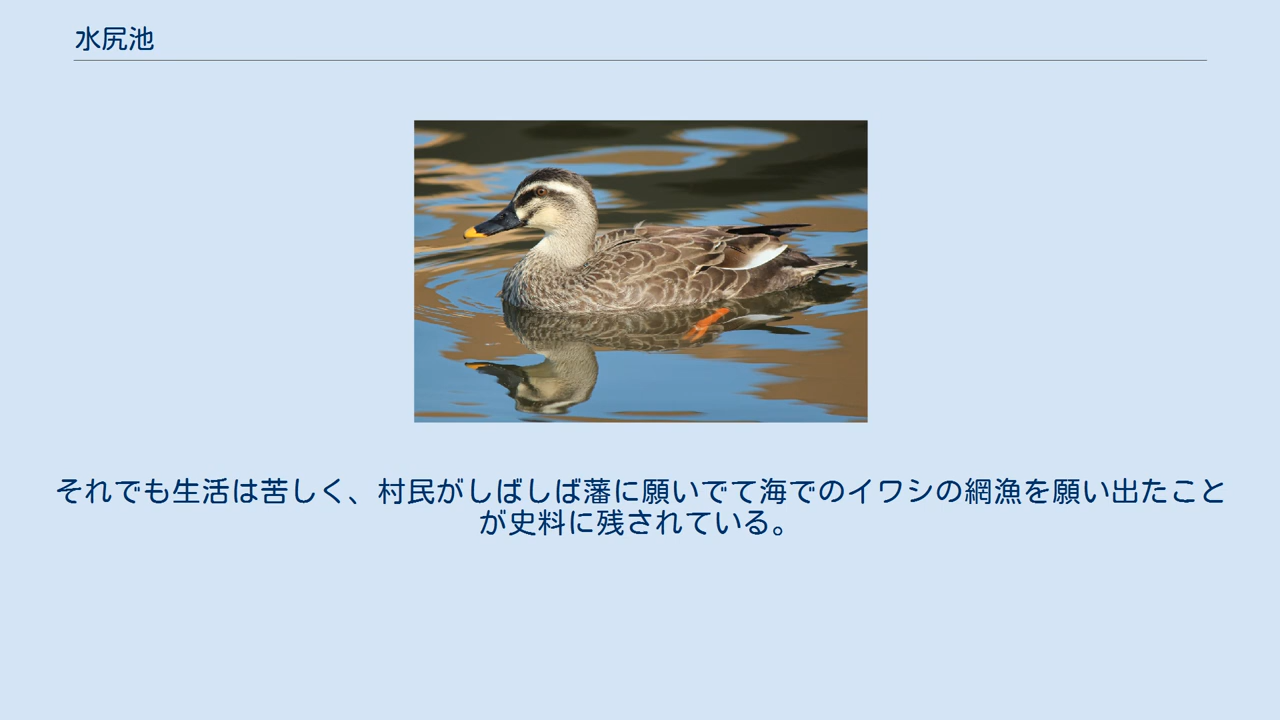 水尻池
それでも生活は苦しく、村民がしばしば藩に願いでて海でのイワシの網漁を願い出たこと
が史料に残されている。